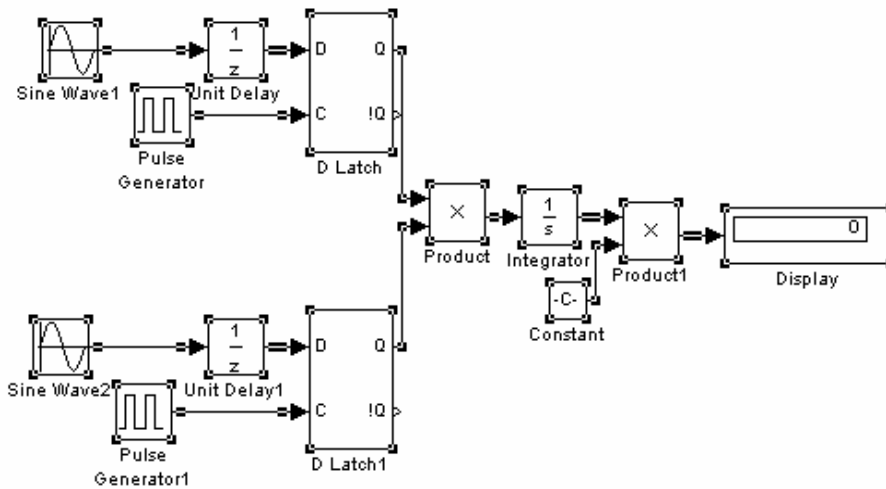 1
z
D
Q
Sine Wave1
Unit Delay
C
!Q
Pulse
Generator
D Latch
×
1
s
×
0
Product
Integrator
Product1
Display
-C-
Constant
1
z
D
Q
Sine Wave2
Unit Delay1
C
!Q
Pulse
Generator1
D Latch1